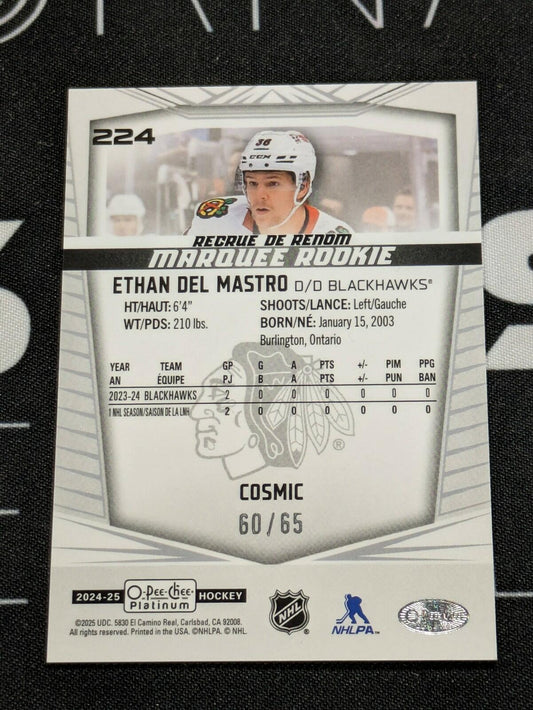 224
38
CCM
RECRUE DE RENOM
MARQUEE ROOKIE
ETHAN DEL MASTRO D/D BLACKHAWKS®
HT/HAUT: 6'4" SHOOTS/LANCE: Left/Gauche
WT/PDS: 210 lbs. BORN/NÉ: January 15, 2003
Burlington, Ontario
YEAR TEAM GP G A PTS +/- PIM PPG
AN ÉQUIPE PJ B A PTS +/- PUN BAN
2023-24 BLACKHAWKS 2 0 0 0 0 0 0
1 NHL SEASON/SAISON DE LA LNH 2 0 0 0 0 0 0
®
COSMIC
60/65
2024-25 O-Pee-Chee Platinum HOCKEY
©2025 UDC. 5830 El Camino Real, Carlsbad, CA 92008.
All rights reserved. Printed in the USA. ©NHLPA. © NHL.
NHL
NHLPA™